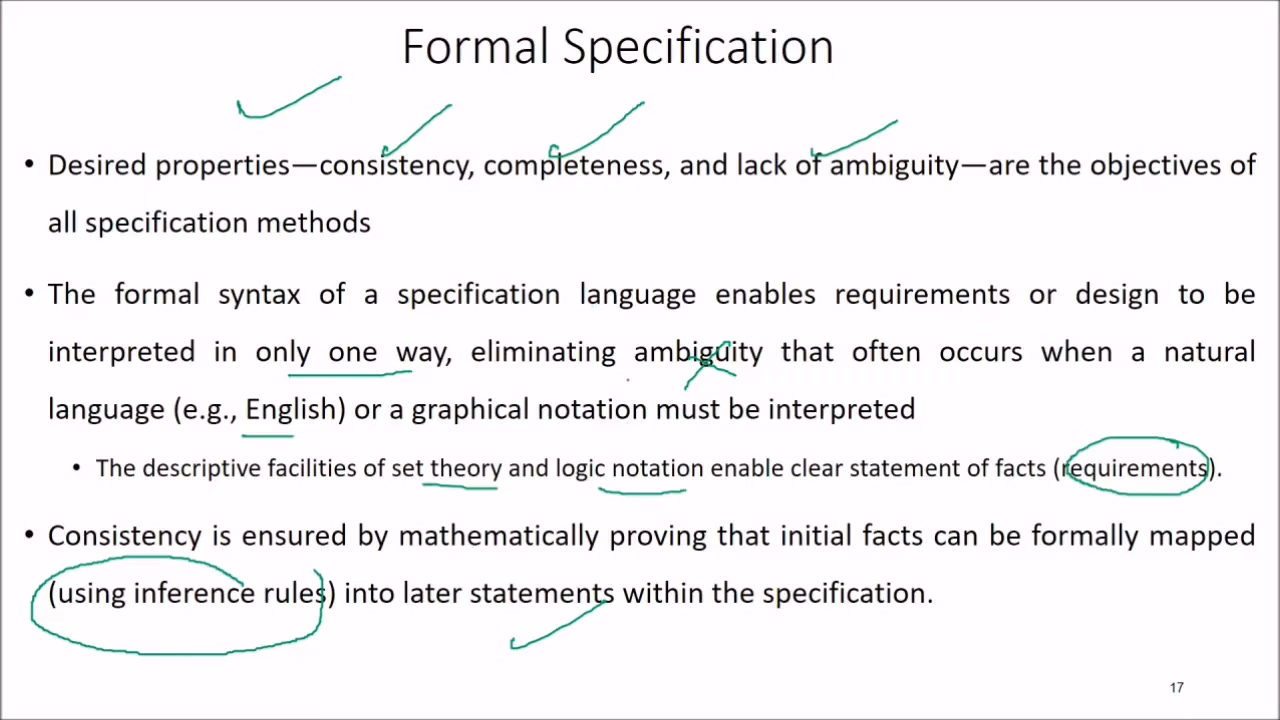 Formal Specification
• Desired properties—consistency, completeness, and lack of ambiguity—are the objectives of
all specification methods
• The formal syntax of a specification language enables requirements or design to be
interpreted in only one way, eliminating ambiguity that often occurs when a natural
language (e.g., English) or a graphical notation must be interpreted
• The descriptive facilities of set theory and logic notation enable clear statement of facts (requirements).
• Consistency is ensured by mathematically proving that initial facts can be formally mapped
(using inference rules) into later statements within the specification.
17